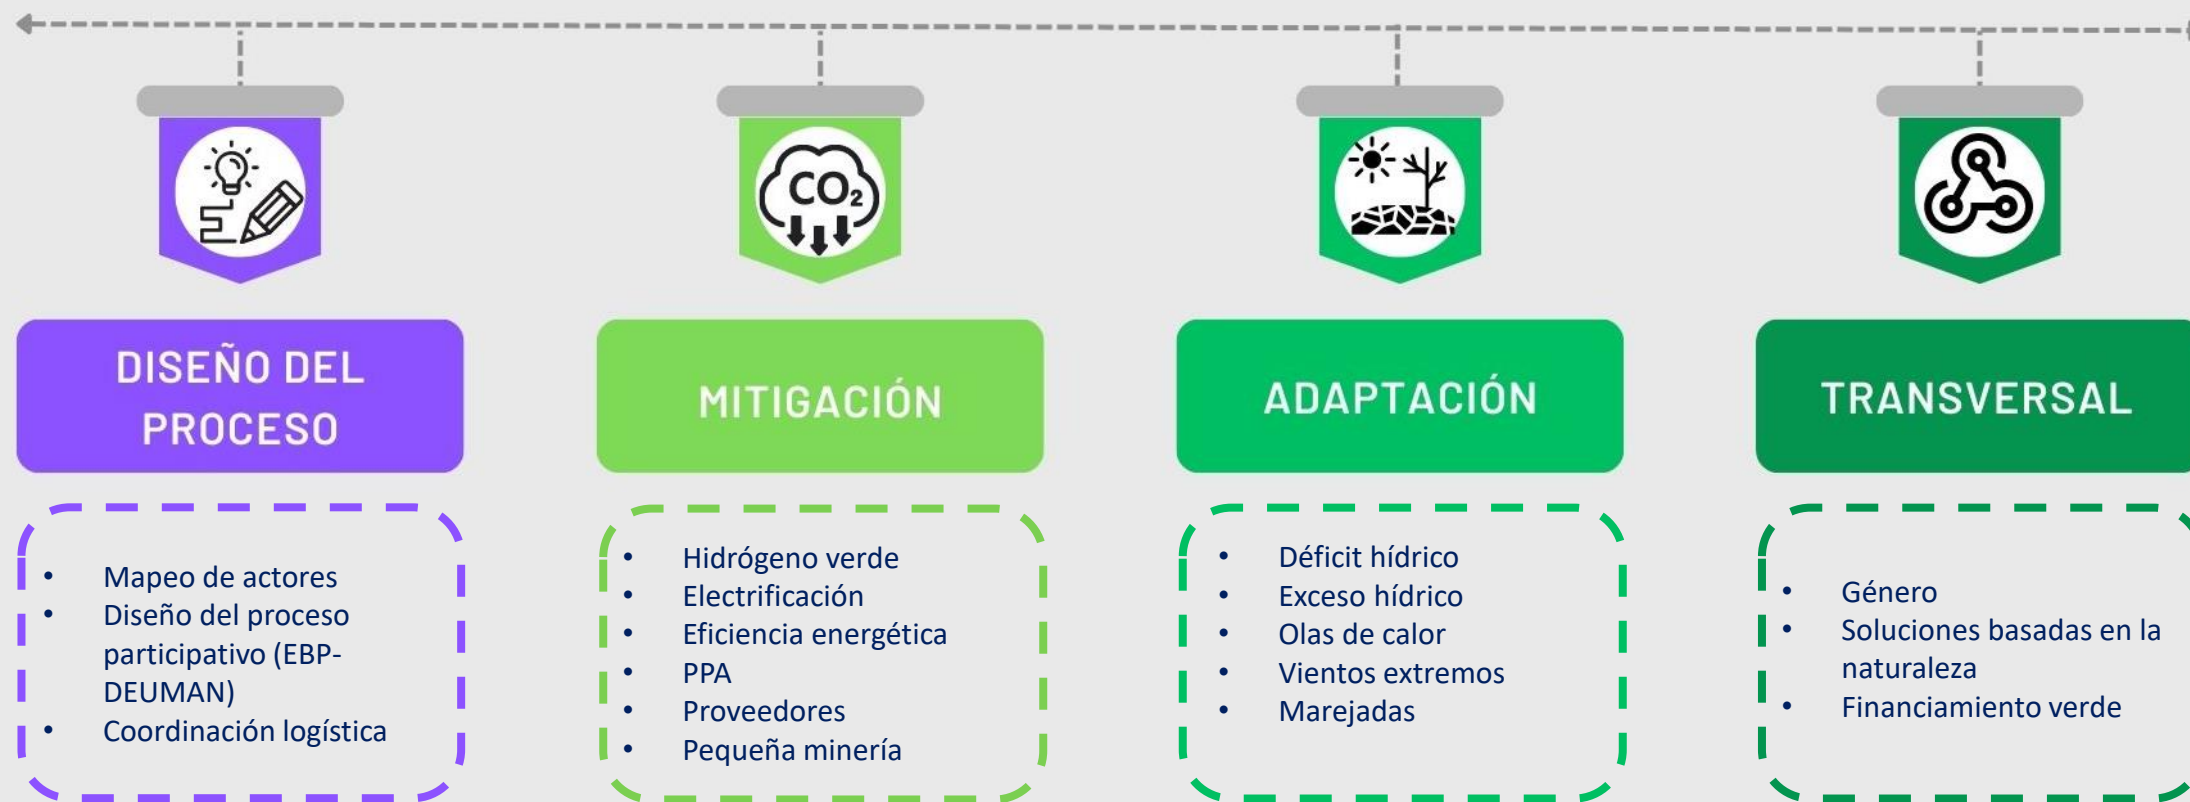 CO₂
DISEÑO DEL
PROCESO
MITIGACIÓN
ADAPTACIÓN
TRANSVERSAL
• Mapeo de actores
• Diseño del proceso
participativo (EBP-
DEUMAN)
• Coordinación logística
• Hidrógeno verde
• Electrificación
• Eficiencia energética
• PPA
• Proveedores
• Pequeña minería
• Déficit hídrico
• Exceso hídrico
• Olas de calor
• Vientos extremos
• Marejadas
• Género
• Soluciones basadas en la
naturaleza
• Financiamiento verde